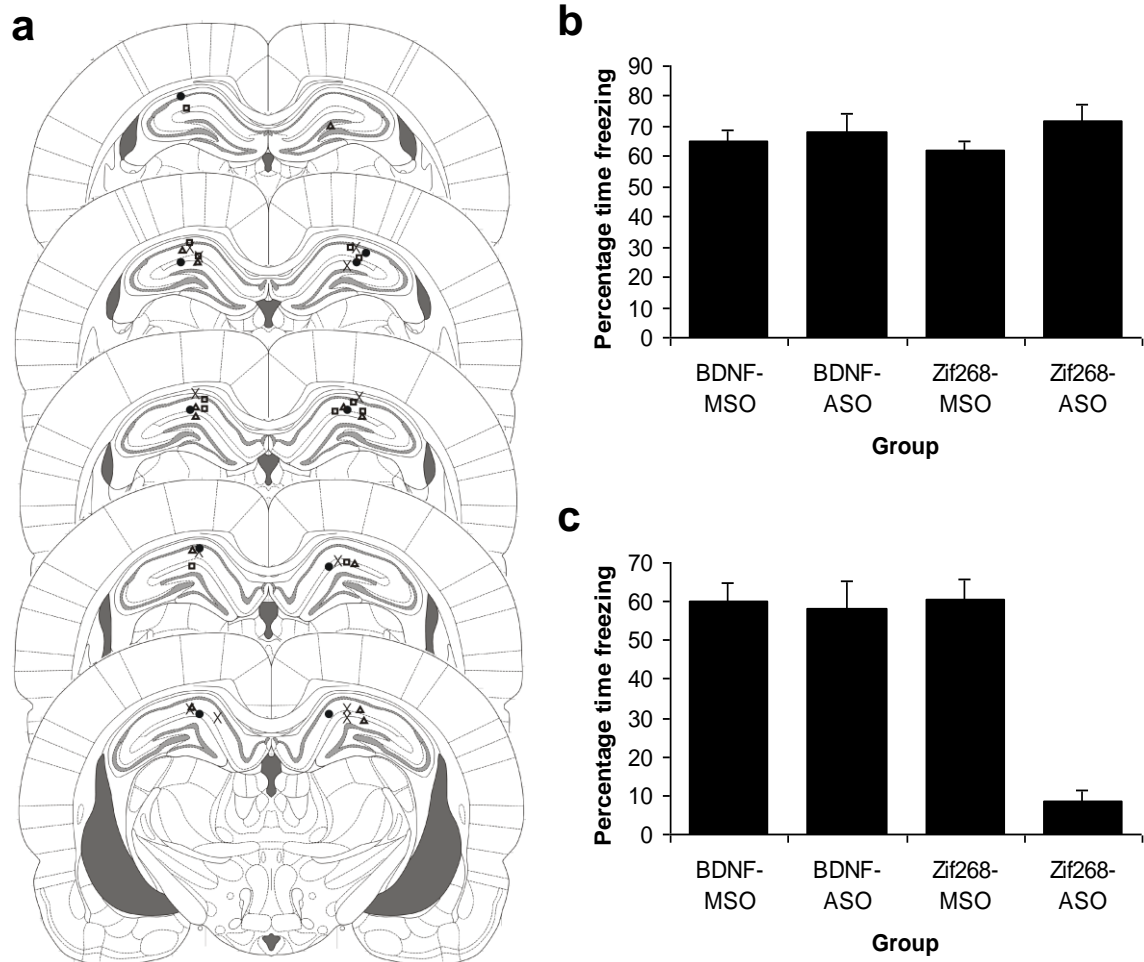 a
b
Percentage time freezing
90
80
70
60
50
40
30
20
10
0
BDNF-
MSO
BDNF-
ASO
Zif268-
MSO
Zif268-
ASO
Group
c
Percentage time freezing
70
60
50
40
30
20
10
0
BDNF-
MSO
BDNF-
ASO
Zif268-
MSO
Zif268-
ASO
Group